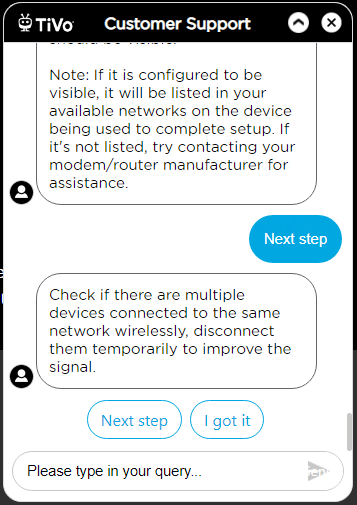 TiVo
Customer Support
should be visible.
Note: If it is configured to be
visible, it will be listed in your
available networks on the device
being used to complete setup. If
it's not listed, try contacting your
modem/router manufacturer for
assistance.
Next step
Check if there are multiple
devices connected to the same
network wirelessly, disconnect
them temporarily to improve the
signal.
Next step
I got it
Please type in your query...